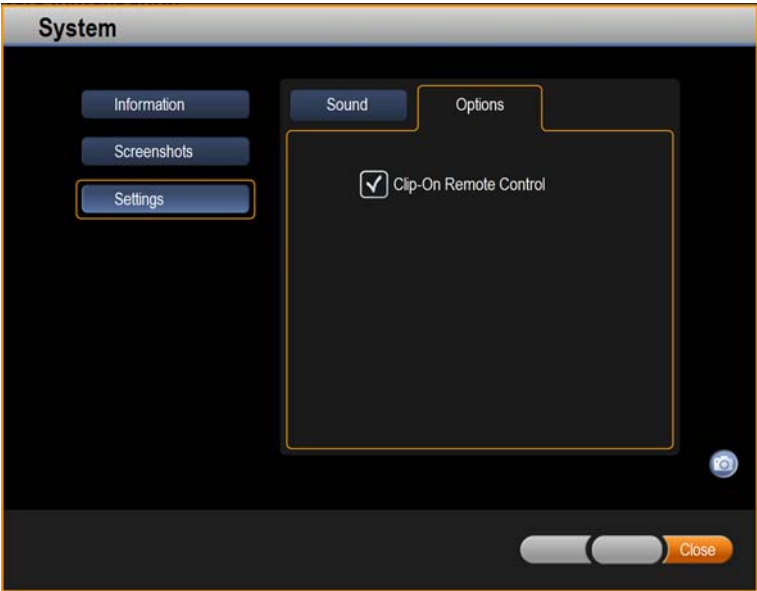 System
Information
Sound
Options
Screenshots
Clip-On Remote Control
Settings
Close